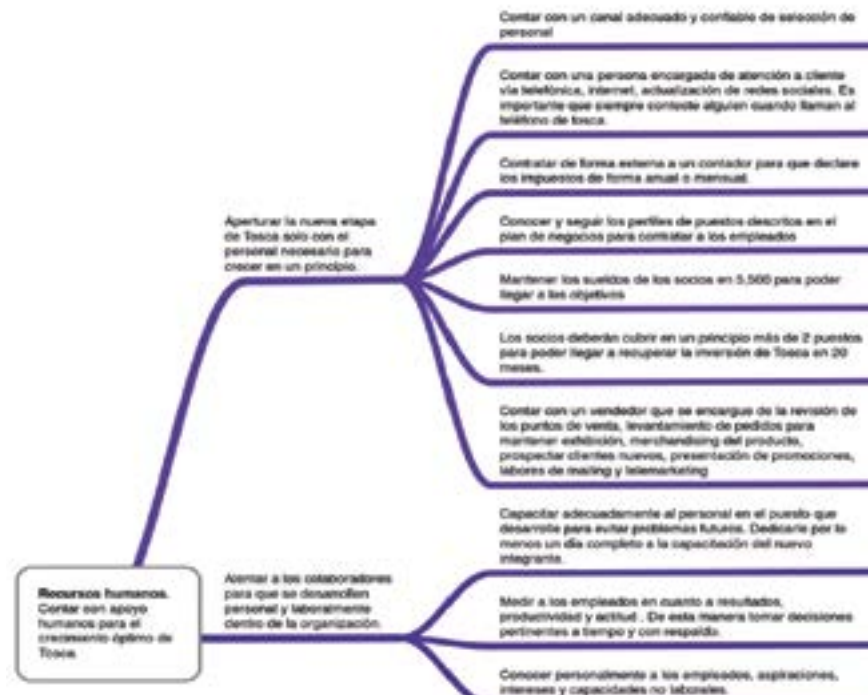 Contar con un canal adecuado y confiable de selección de
personal
Contar con una persona encargada de atención a cliente
vía telefónica, internet, actualización de redes sociales. Es
importante que siempre conteste alguien cuando llaman al
teléfono de tosca.
Contratar de forma externa a un contador para que declare
los impuestos de forma anual o mensual.
Aperturar la nueva etapa
de Tosca solo con el
personal necesario para
crecer en un principio.
Conocer y seguir los perfiles de puestos descritos en el
plan de negocios para contratar a los empleados
Mantener los sueldos de los socios en 5,500 para poder
llegar a los objetivos
Los socios deberán cubrir en un principio más de 2 puestos
para poder llegar a recuperar la inversión de Tosca en 20
meses.
Contar con un vendedor que se encargue de la revisión de
los puntos de venta, levantamiento de pedidos para
mantener exhibición, merchandising del producto,
prospectar clientes nuevos, presentación de promociones,
labores de mailing y telemarketing
Recursos humanos.
Contar con apoyo
humanos para el
crecimiento óptimo de
Tosca.
Alentar a los colaboradores
para que se desarrollen
personal y laboralmente
dentro de la organización.
Capacitar adecuadamente al personal en el puesto que
desarrolle para evitar problemas futuros. Dedicarle por lo
menos un día completo a la capacitación del nuevo
integrante.
Medir a los empleados en cuanto a resultados,
productividad y actitud . De esta manera tomar decisiones
pertinentes a tiempo y con respaldo.
Conocer personalmente a los empleados, aspiraciones,
intereses y capacidades no laborales.